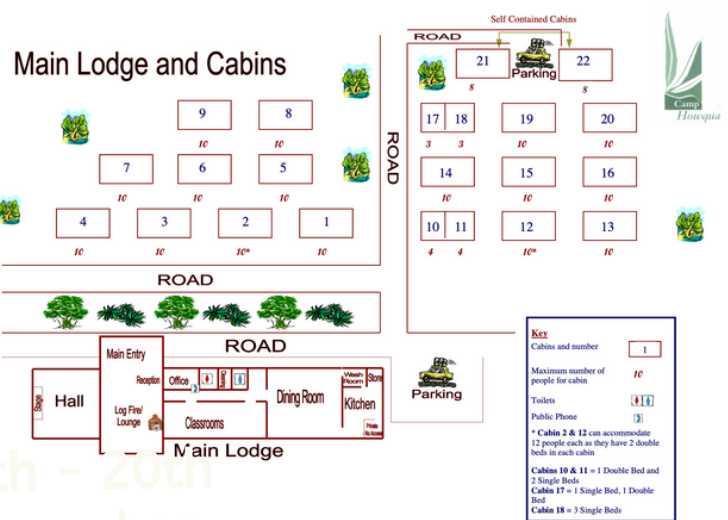 Self Contained Cabins
ROAD
Main Lodge and Cabins
21
Parking
22
8
8
Camp
Howqua
9
8
17
18
19
20
10
10
3
3
10
10
ROAD
7
6
5
14
15
16
10
10
10
10
10
10
4
3
2
1
10
11
12
13
10
10
10*
10
4
4
10*
10
ROAD
ROAD
Main Entry
Reception
Office
Dining Room
Wash Room
Store
Kitchen
Stage
Hall
Log Fire/
Lounge
Classrooms
Private
No Access
Parking
Main Lodge
th - 20th
Key
Cabins and number
1
Maximum number of
people for cabin
10
Toilets
Public Phone
* Cabin 2 & 12 can accommodate
12 people each as they have 2 double
beds in each cabin
Cabins 10 & 11 = 1 Double Bed and
2 Single Beds
Cabin 17 = 1 Single Bed, 1 Double
Bed
Cabin 18 = 3 Single Beds